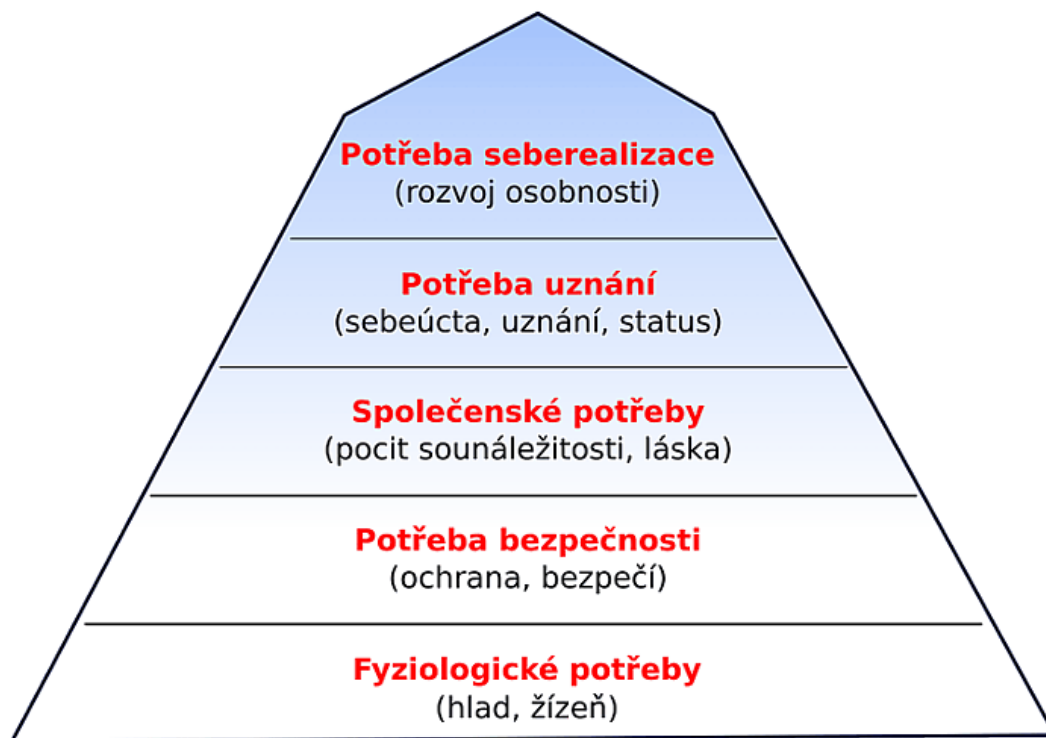 Potřeba seberealizace
(rozvoj osobnosti)
Potřeba uznání
(sebeúcta, uznání, status)
Společenské potřeby
(pocit sounáležitosti, láska)
Potřeba bezpečnosti
(ochrana, bezpečí)
Fyziologické potřeby
(hlad, žízeň)